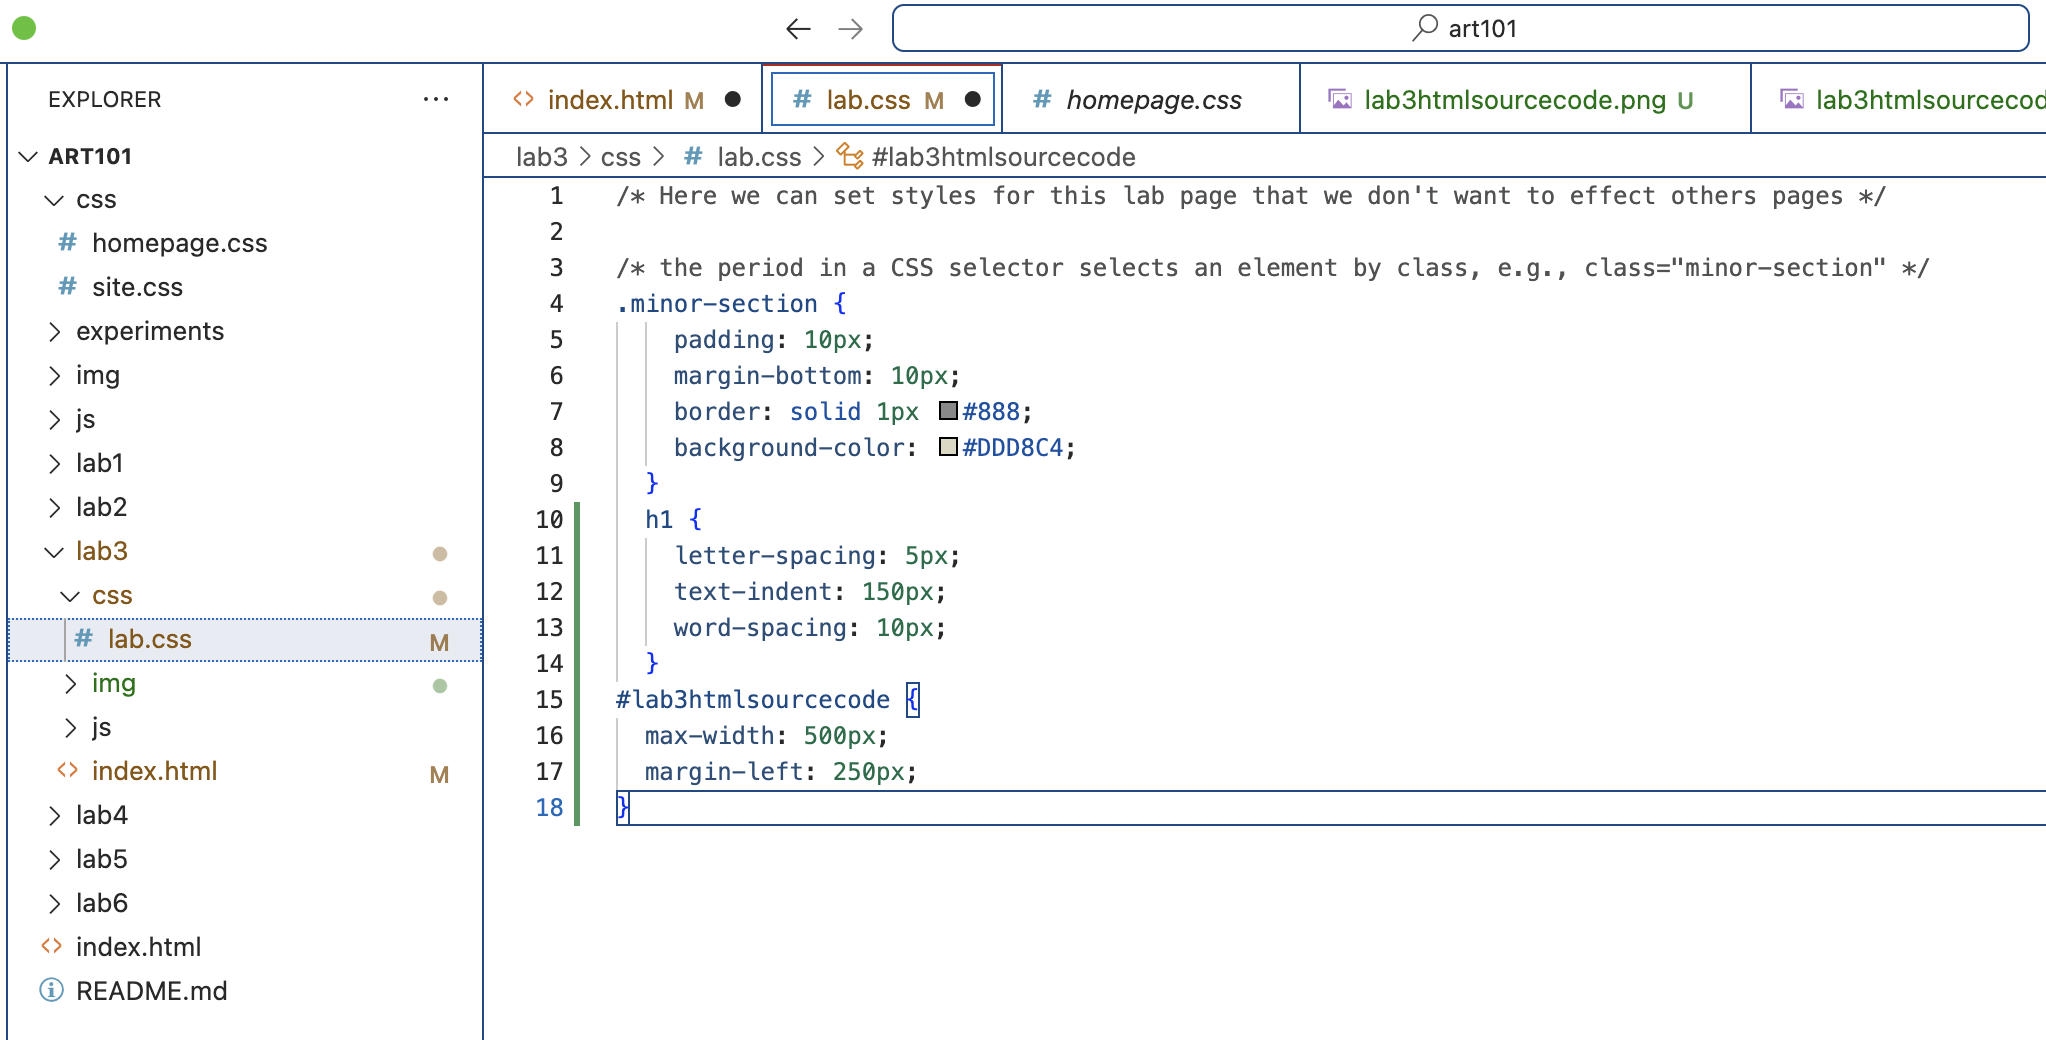 art101
EXPLORER
ART101
css
# homepage.css
# site.css
experiments
img
js
lab1
lab2
lab3
css
# lab.css M
img
js
<> index.html M
lab4
lab5
lab6
<> index.html
README.md
<> index.html M
# lab.css M
# homepage.css
lab3htmlsourcecode.png U
lab3htmlsourcecod
lab3 > css > # lab.css > #lab3htmlsourcecode
1 /* Here we can set styles for this lab page that we don't want to effect others pages */
2
3 /* the period in a CSS selector selects an element by class, e.g., class="minor-section" */
4 .minor-section {
5 padding: 10px;
6 margin-bottom: 10px;
7 border: solid 1px #888;
8 background-color: #DDD8C4;
9 }
10 h1 {
11 letter-spacing: 5px;
12 text-indent: 150px;
13 word-spacing: 10px;
14 }
15 #lab3htmlsourcecode {
16 max-width: 500px;
17 margin-left: 250px;
18 }